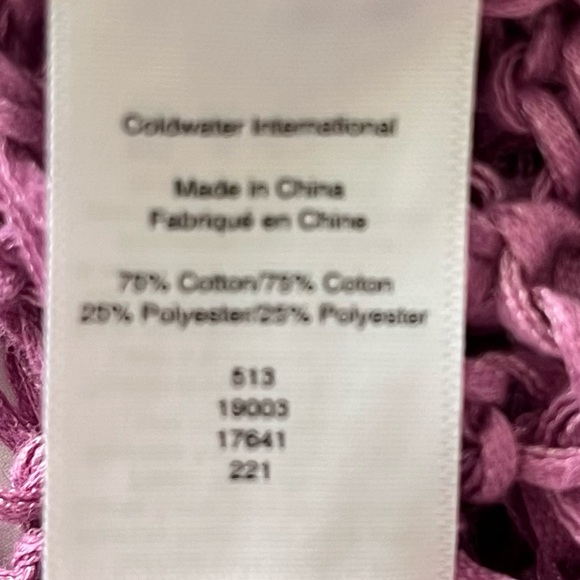 Coldwater International
Made in China
Fabriqué en Chine
75% Cotton/75% Coton
25% Polyester/25% Polyester
513
19003
17641
221